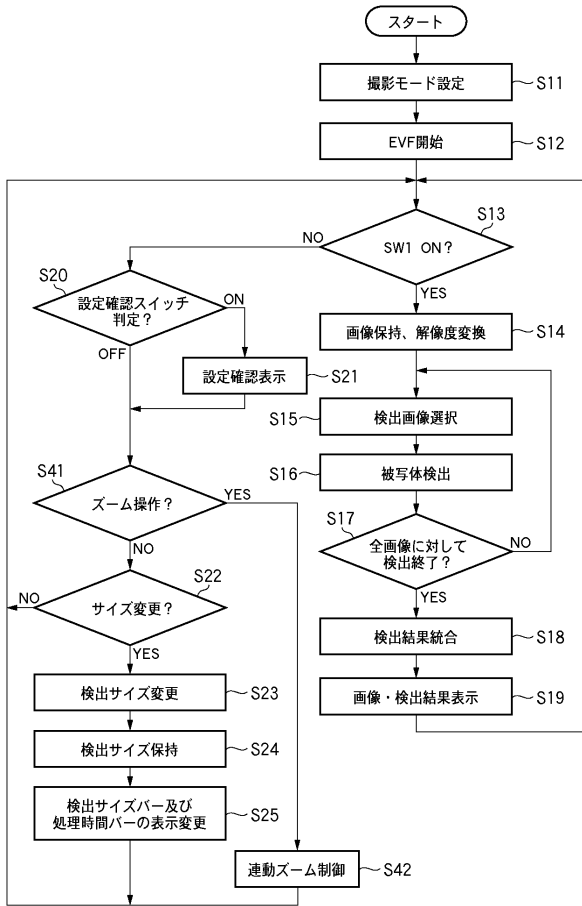 スタート
撮影モード設定
S11
EVF開始
S12
S13
SW1 ON?
NO
YES
S20
設定確認スイッチ
判定?
ON
OFF
設定確認表示
S21
画像保持、解像度変換
S14
S15
検出画像選択
S16
被写体検出
S17
全画像に対して
検出終了?
NO
YES
検出結果統合
S18
画像・検出結果表示
S19
S41
ズーム操作?
YES
NO
S22
サイズ変更?
NO
YES
検出サイズ変更
S23
検出サイズ保持
S24
検出サイズバー及び
処理時間バーの表示変更
S25
連動ズーム制御
S42